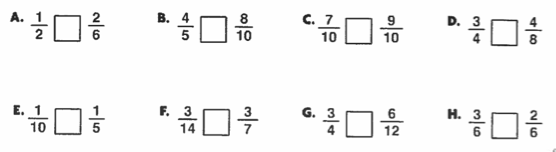 A. 1/2 □ 2/6 B. 4/5 □ 8/10 C. 7/10 □ 9/10 D. 3/4 □ 4/8
E. 1/10 □ 1/5 F. 3/14 □ 3/7 G. 3/4 □ 6/12 H. 3/6 □ 2/6